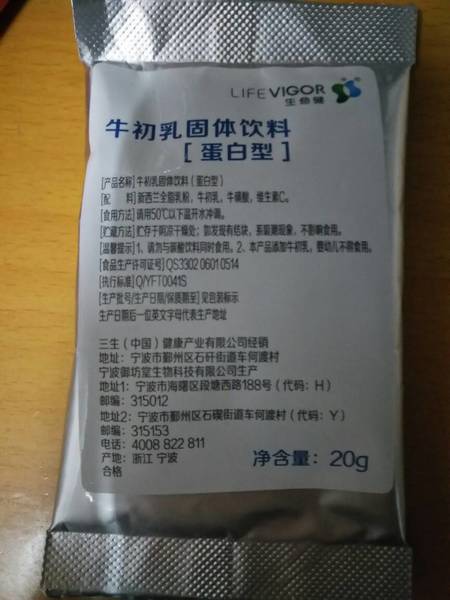 LIFEVIGOR
生命健
牛初乳固体饮料
[ 蛋白型 ]
[产品名称] 牛初乳固体饮料（蛋白型）
[配 料] 新西兰全脂乳粉，牛初乳，牛磺酸，维生素C。
[食用方法] 请用50℃以下温开水冲调。
[贮藏方法] 贮存于阴凉干燥处；如发现有结块，系吸潮现象，不影响食用。
[温馨提示] 1、请勿与碳酸饮料同时食用。2、本产品添加牛初乳，婴幼儿不得食用。
[食品生产许可证号] QS3302 0601 0514
[执行标准] Q/YFT0041S
[生产批号/生产日期/保质期至] 见包装标示
生产日期后一位英文字母代表生产地址
三生（中国）健康产业有限公司经销
地址：宁波市鄞州区石碶街道车何渡村
宁波御坊堂生物科技有限公司生产
地址1：宁波市海曙区段塘西路188号（代码：H）
邮编：315012
地址2：宁波市鄞州区石碶街道车何渡村（代码：Y）
邮编：315153
电话：4008 822 811
产地：浙江 宁波
合格
净含量：20g